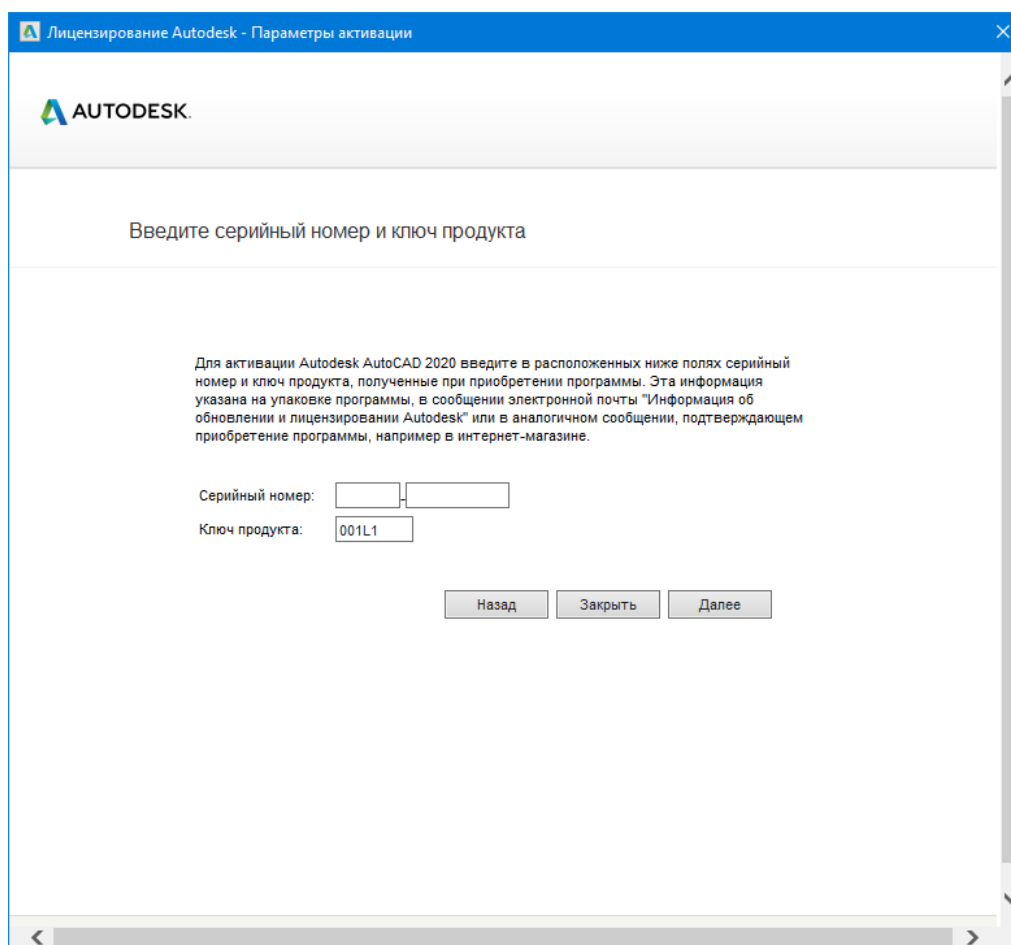 Лицензирование Autodesk - Параметры активации
AUTODESK.
Введите серийный номер и ключ продукта
Для активации Autodesk AutoCAD 2020 введите в расположенных ниже полях серийный
номер и ключ продукта, полученные при приобретении программы. Эта информация
указана на упаковке программы, в сообщении электронной почты "Информация об
обновлении и лицензировании Autodesk" или в аналогичном сообщении, подтверждающем
приобретение программы, например в интернет-магазине.
Серийный номер: -
Ключ продукта: 001L1
Назад Закрыть Далее